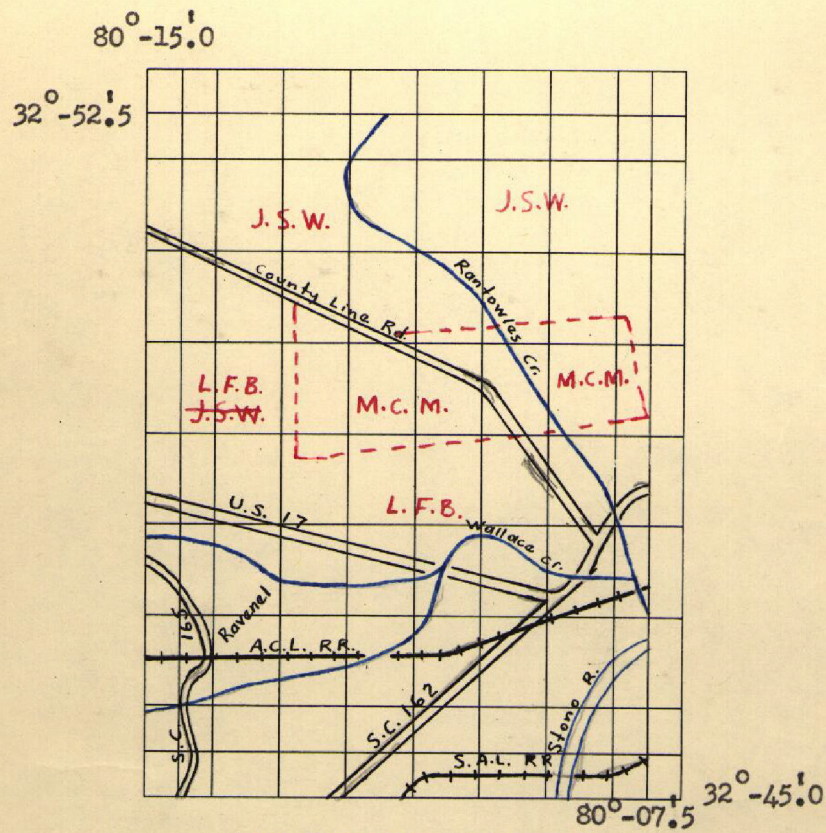 80°-15.'0
32°-52.'5
J.S.W.
J.S.W.
County Line Rd.
Rantowles Cr.
L.F.B.
J.S.W.
M.C.M.
M.C.M.
U.S. 17
L.F.B.
Wallace Cr.
S.C. 165
Ravenel
A.C.L. R.R.
S.C. 162
Stono R.
S.A.L. RR
32°-45.'0
80°-07.'5